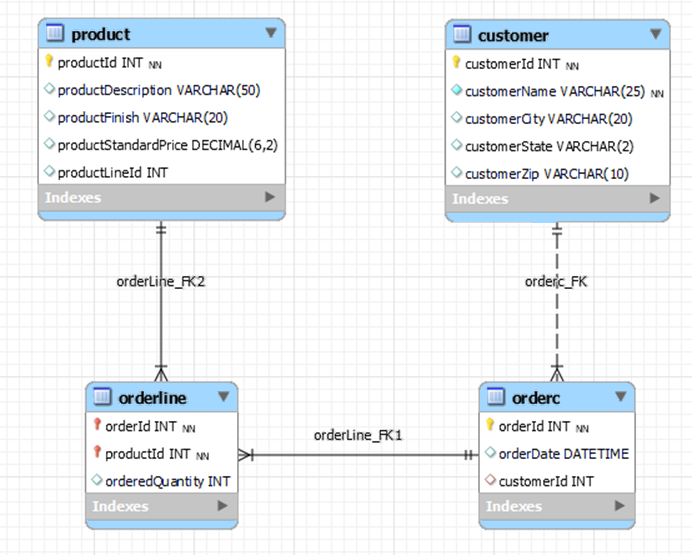 product
productId INT NN
productDescription VARCHAR(50)
productFinish VARCHAR(20)
productStandardPrice DECIMAL(6,2)
productLineId INT
Indexes
customer
customerId INT NN
customerName VARCHAR(25) NN
customerCity VARCHAR(20)
customerState VARCHAR(2)
customerZip VARCHAR(10)
Indexes
orderLine_FK2
orderc_FK
orderline
orderId INT NN
productId INT NN
orderedQuantity INT
Indexes
orderLine_FK1
orderc
orderId INT NN
orderDate DATETIME
customerId INT
Indexes